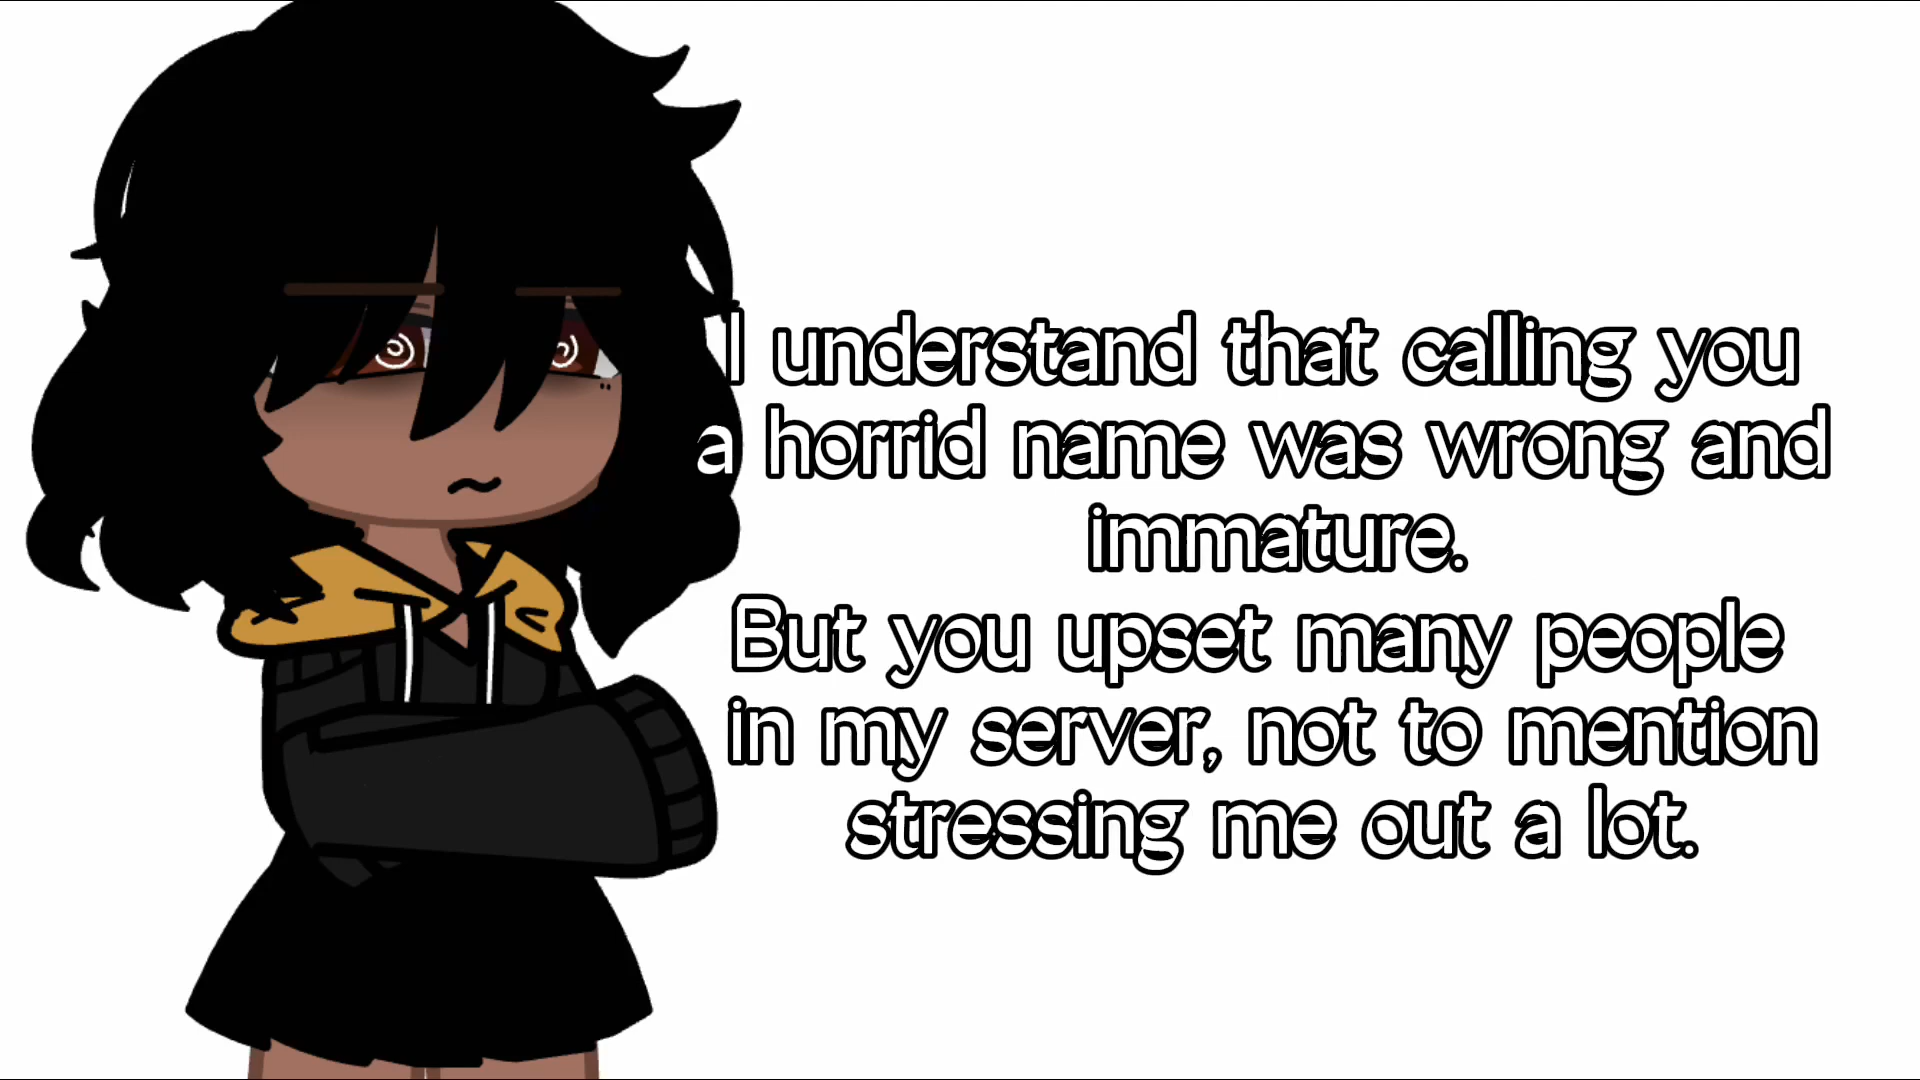 I understand that calling you
a horrid name was wrong and
immature.
But you upset many people
in my server, not to mention
stressing me out a lot.